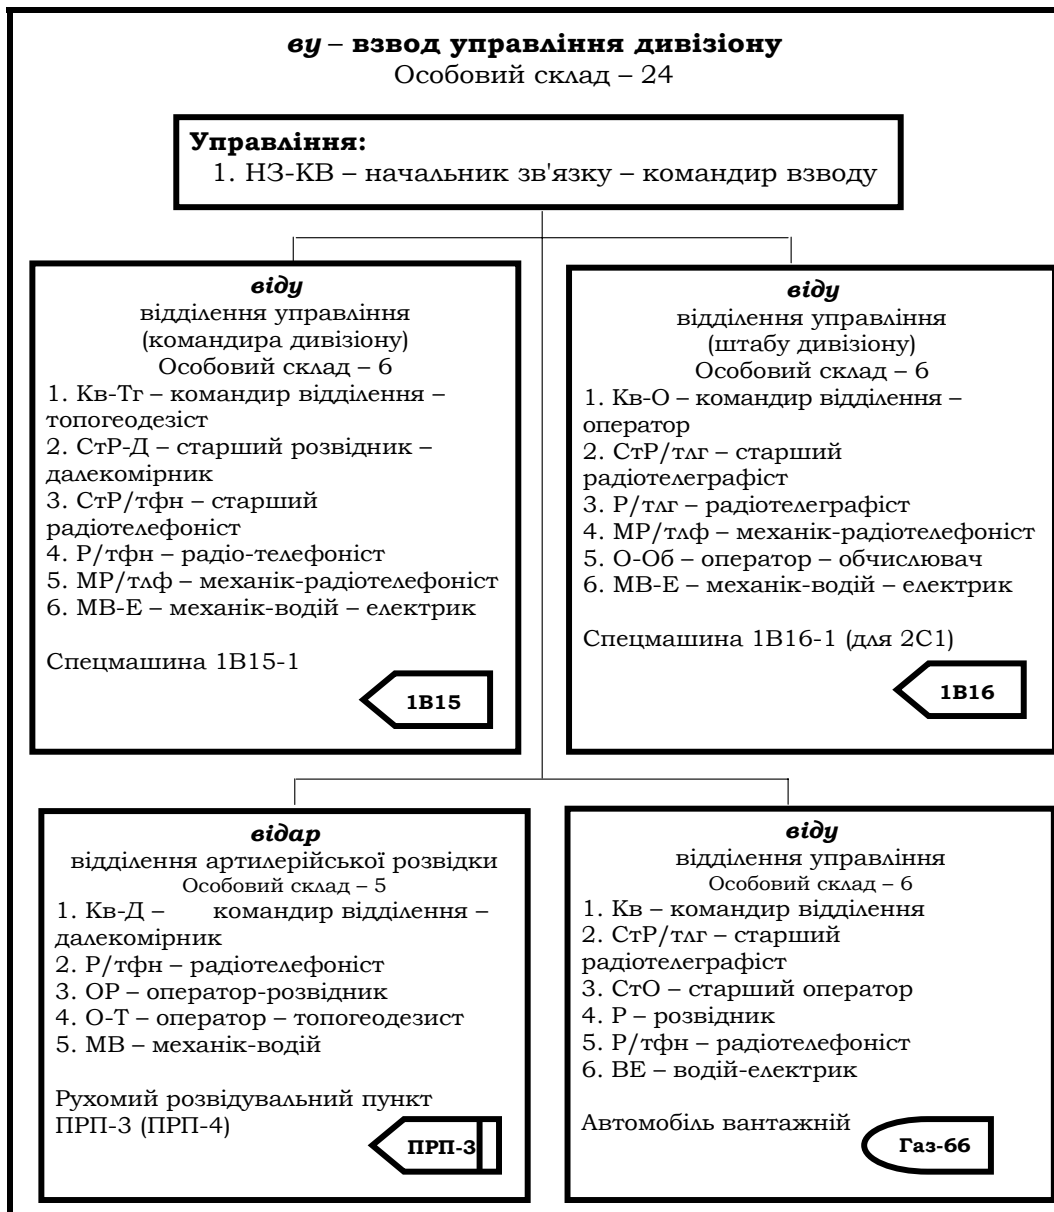 ву – взвод управління дивізіону
Особовий склад – 24
Управління:
1. НЗ-КВ – начальник зв'язку – командир взводу
віду
відділення управління
(командира дивізіону)
Особовий склад – 6
1. Кв-Тг – командир відділення –
топогеодезіст
2. СтР-Д – старший розвідник –
далекомірник
3. СтР/тфн – старший
радіотелефоніст
4. Р/тфн – радіо-телефоніст
5. МР/тлф – механік-радіотелефоніст
6. МВ-Е – механік-водій – електрик
Спецмашина 1В15-1
1В15
віду
відділення управління
(штабу дивізіону)
Особовий склад – 6
1. Кв-О – командир відділення –
оператор
2. СтР/тлг – старший
радіотелеграфіст
3. Р/тлг – радіотелеграфіст
4. МР/тлф – механік-радіотелефоніст
5. О-Об – оператор – обчислювач
6. МВ-Е – механік-водій – електрик
Спецмашина 1В16-1 (для 2С1)
1В16
відар
відділення артилерійської розвідки
Особовий склад – 5
1. Кв-Д – командир відділення –
далекомірник
2. Р/тфн – радіотелефоніст
3. ОР – оператор-розвідник
4. О-Т – оператор – топогеодезист
5. МВ – механік-водій
Рухомий розвідувальний пункт
ПРП-3 (ПРП-4)
ПРП-3
віду
відділення управління
Особовий склад – 6
1. Кв – командир відділення
2. СтР/тлг – старший
радіотелеграфіст
3. СтО – старший оператор
4. Р – розвідник
5. Р/тфн – радіотелефоніст
6. ВЕ – водій-електрик
Автомобіль вантажній
Газ-66